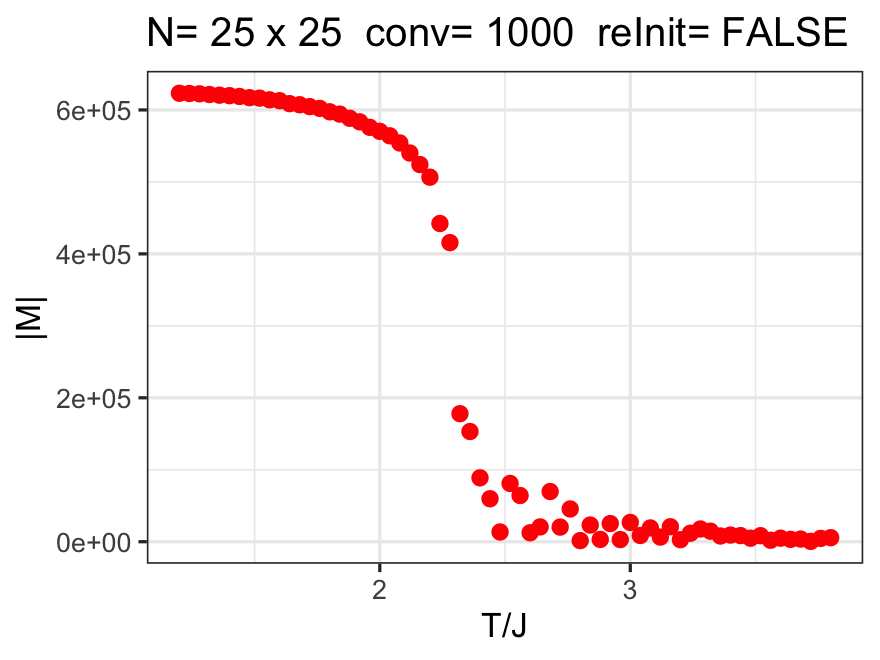 N= 25 x 25  conv= 1000  reInit= FALSE
6e+05
4e+05
2e+05
0e+00
|M|
2
3
T/J